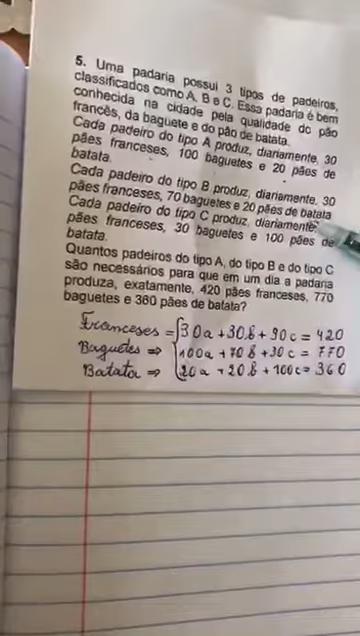 5. Uma padaria possui 3 tipos de padeiros,
classificados como A, B e C. Essa padaria é bem
conhecida na cidade pela qualidade do pão
francês, da baguete e do pão de batata.
Cada padeiro do tipo A produz, diariamente, 30
pães franceses, 100 baguetes e 20 pães de
batata.
Cada padeiro do tipo B produz, diariamente, 30
pães franceses, 70 baguetes e 20 pães de batata
Cada padeiro do tipo C produz, diariamente
pães franceses, 30 baguetes e 100 pães de
batata.
Quantos padeiros do tipo A, do tipo B e do tipo C
são necessários para que em um dia a padaria
produza, exatamente, 420 pães franceses, 770
baguetes e 360 pães de batata?
Franceses = 30a + 30b + 90c = 420
Baguetes ⇒ 100a + 70b + 30c = 770
Batata ⇒ 20a + 20b + 100c = 360